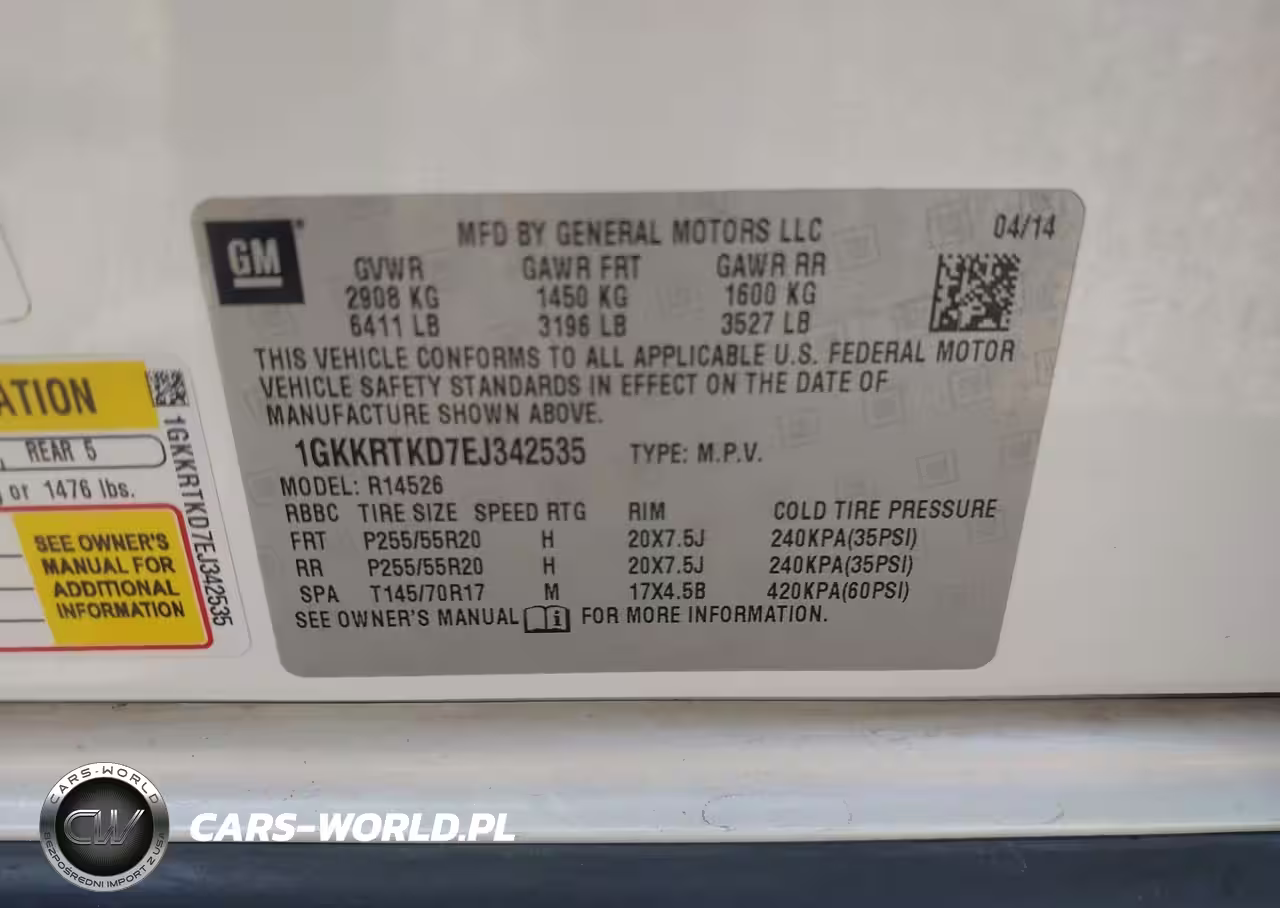 GM
MFD BY GENERAL MOTORS LLC 04/14
GVWR GAWR FRT GAWR RR
2908 KG 1450 KG 1600 KG
6411 LB 3196 LB 3527 LB
THIS VEHICLE CONFORMS TO ALL APPLICABLE U.S. FEDERAL MOTOR
VEHICLE SAFETY STANDARDS IN EFFECT ON THE DATE OF
MANUFACTURE SHOWN ABOVE.
1GKKRTKD7EJ342535 TYPE: M.P.V.
MODEL: R14526
RBBC TIRE SIZE SPEED RTG RIM COLD TIRE PRESSURE
FRT P255/55R20 H 20X7.5J 240KPA(35PSI)
RR P255/55R20 H 20X7.5J 240KPA(35PSI)
SPA T145/70R17 M 17X4.5B 420KPA(60PSI)
SEE OWNER'S MANUAL i FOR MORE INFORMATION.
ATION
REAR 5
or 1476 lbs.
SEE OWNER'S
MANUAL FOR
ADDITIONAL
INFORMATION
1GKKRTKD7EJ342535
CARS-WORLD
CW
BEZPOŚREDNI IMPORT Z USA
CARS-WORLD.PL